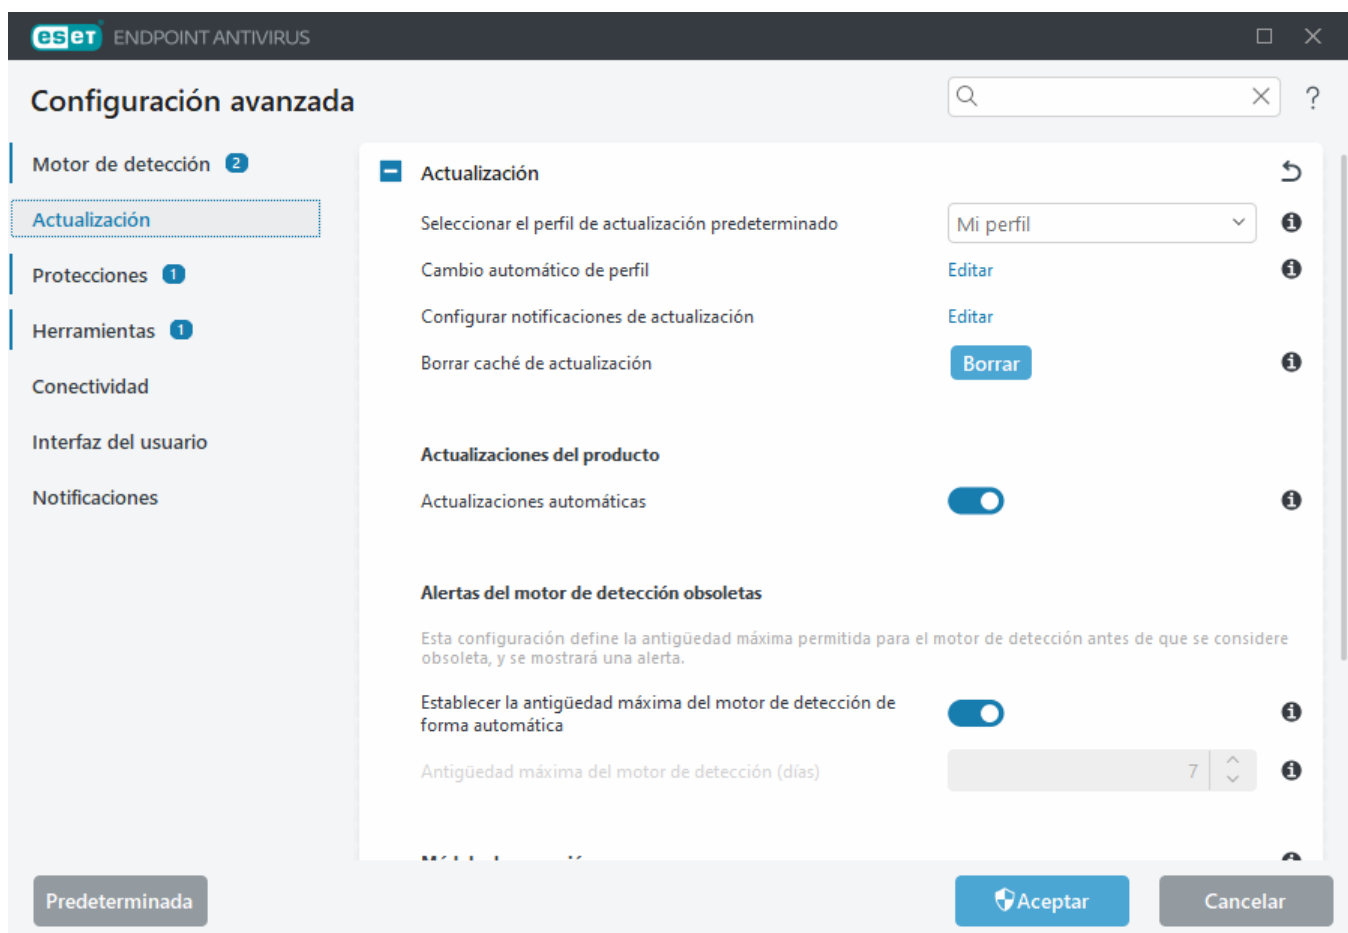 eset ENDPOINT ANTIVIRUS
Configuración avanzada
?
Motor de detección 2
Actualización
Protecciones 1
Herramientas 1
Conectividad
Interfaz del usuario
Notificaciones
Actualización
Seleccionar el perfil de actualización predeterminado
Mi perfil
Cambio automático de perfil
Editar
Configurar notificaciones de actualización
Editar
Borrar caché de actualización
Borrar
Actualizaciones del producto
Actualizaciones automáticas
Alertas del motor de detección obsoletas
Esta configuración define la antigüedad máxima permitida para el motor de detección antes de que se considere
obsoleta, y se mostrará una alerta.
Establecer la antigüedad máxima del motor de detección de
forma automática
Antigüedad máxima del motor de detección (días)
7
Predeterminada
Aceptar
Cancelar